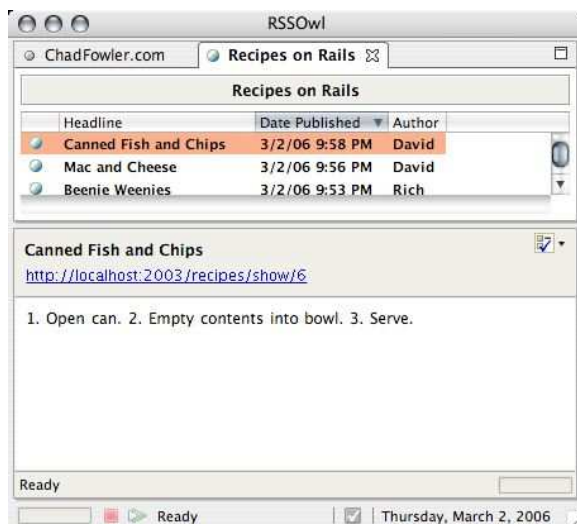 RSSOwl
ChadFowler.com Recipes on Rails
Recipes on Rails
Headline Date Published Author
Canned Fish and Chips 3/2/06 9:58 PM David
Mac and Cheese 3/2/06 9:56 PM David
Beenie Weenies 3/2/06 9:53 PM Rich
Canned Fish and Chips
http://localhost:2003/recipes/show/6
1. Open can. 2. Empty contents into bowl. 3. Serve.
Ready
Ready Thursday, March 2, 2006